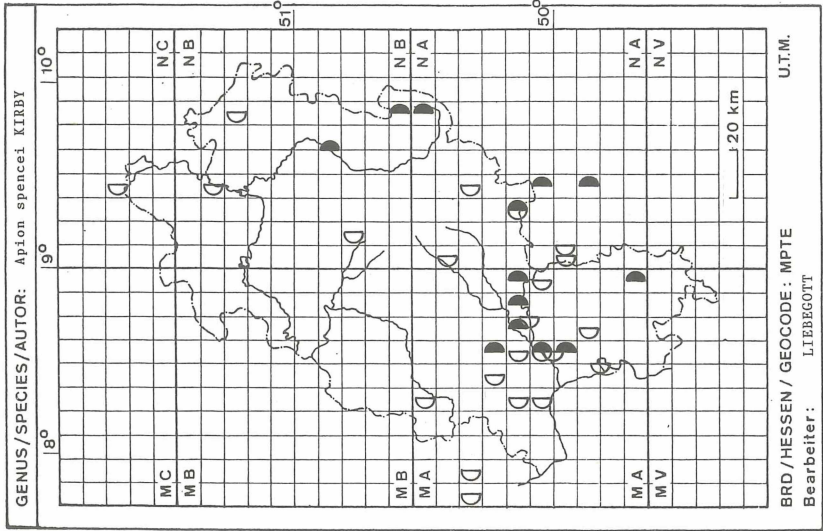 GENUS/SPECIES/AUTOR: Apion spencei KIRBY
8° 9° 10°
MC NC
MB NB
51°
MB NB
MA NA
50°
MA NA
MV NV
20 km
BRD/HESSEN/GEOCODE: MPTE U.T.M.
Bearbeiter: LIEBEGOTT